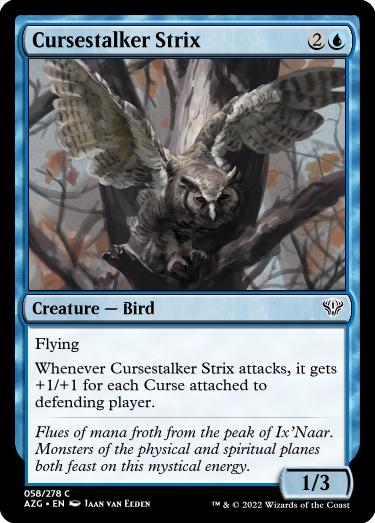 Cursestalker Strix 2
Creature — Bird
Flying
Whenever Cursestalker Strix attacks, it gets
+1/+1 for each Curse attached to
defending player.
Flues of mana froth from the peak of Ix'Naar.
Monsters of the physical and spiritual planes
both feast on this mystical energy.
1/3
058/278 C
AZG • EN Jaan van Eeden
™ & © 2022 Wizards of the Coast